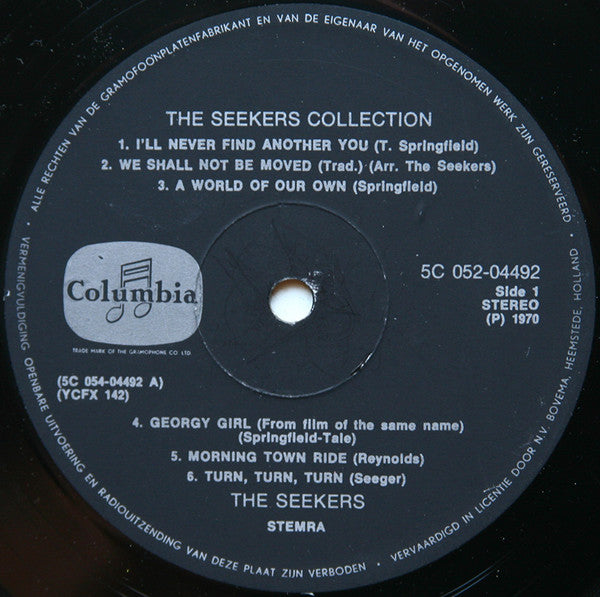 ALLE RECHTEN VAN DE GRAMOFOONPLATENFABRIKANT EN VAN DE EIGENAAR VAN HET OPGENOMEN WERK ZIJN GERESERVEERD
THE SEEKERS COLLECTION
1. I'LL NEVER FIND ANOTHER YOU (T. Springfield)
2. WE SHALL NOT BE MOVED (Trad.) (Arr. The Seekers)
3. A WORLD OF OUR OWN (Springfield)
Columbia
TRADE MARK OF THE GRAMOPHONE CO LTD.
5C 052-04492
Side 1
STEREO
(P) 1970
(5C 054-04492 A)
(YCFX 142)
4. GEORGY GIRL (From film of the same name)
(Springfield-Tale)
5. MORNING TOWN RIDE (Reynolds)
6. TURN, TURN, TURN (Seeger)
THE SEEKERS
STEMRA
• VERMENIGVULDIGING OPENBARE UITVOERING EN RADIOUITZENDING VAN DEZE PLAAT ZIJN VERBODEN •
VERVAARDIGD IN LICENTIE DOOR N.V. BOVEMA, HEEMSTEDE, HOLLAND •